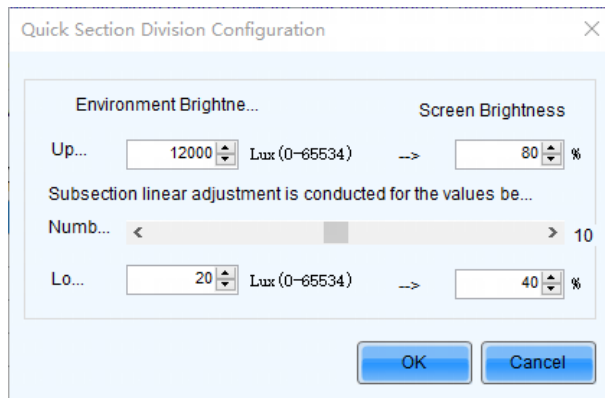 Quick Section Division Configuration
Environment Brightne...
Screen Brightness
Up... 12000 Lux(0-65534) --> 80 %
Subsection linear adjustment is conducted for the values be...
Numb... 10
Lo... 20 Lux(0-65534) --> 40 %
OK Cancel